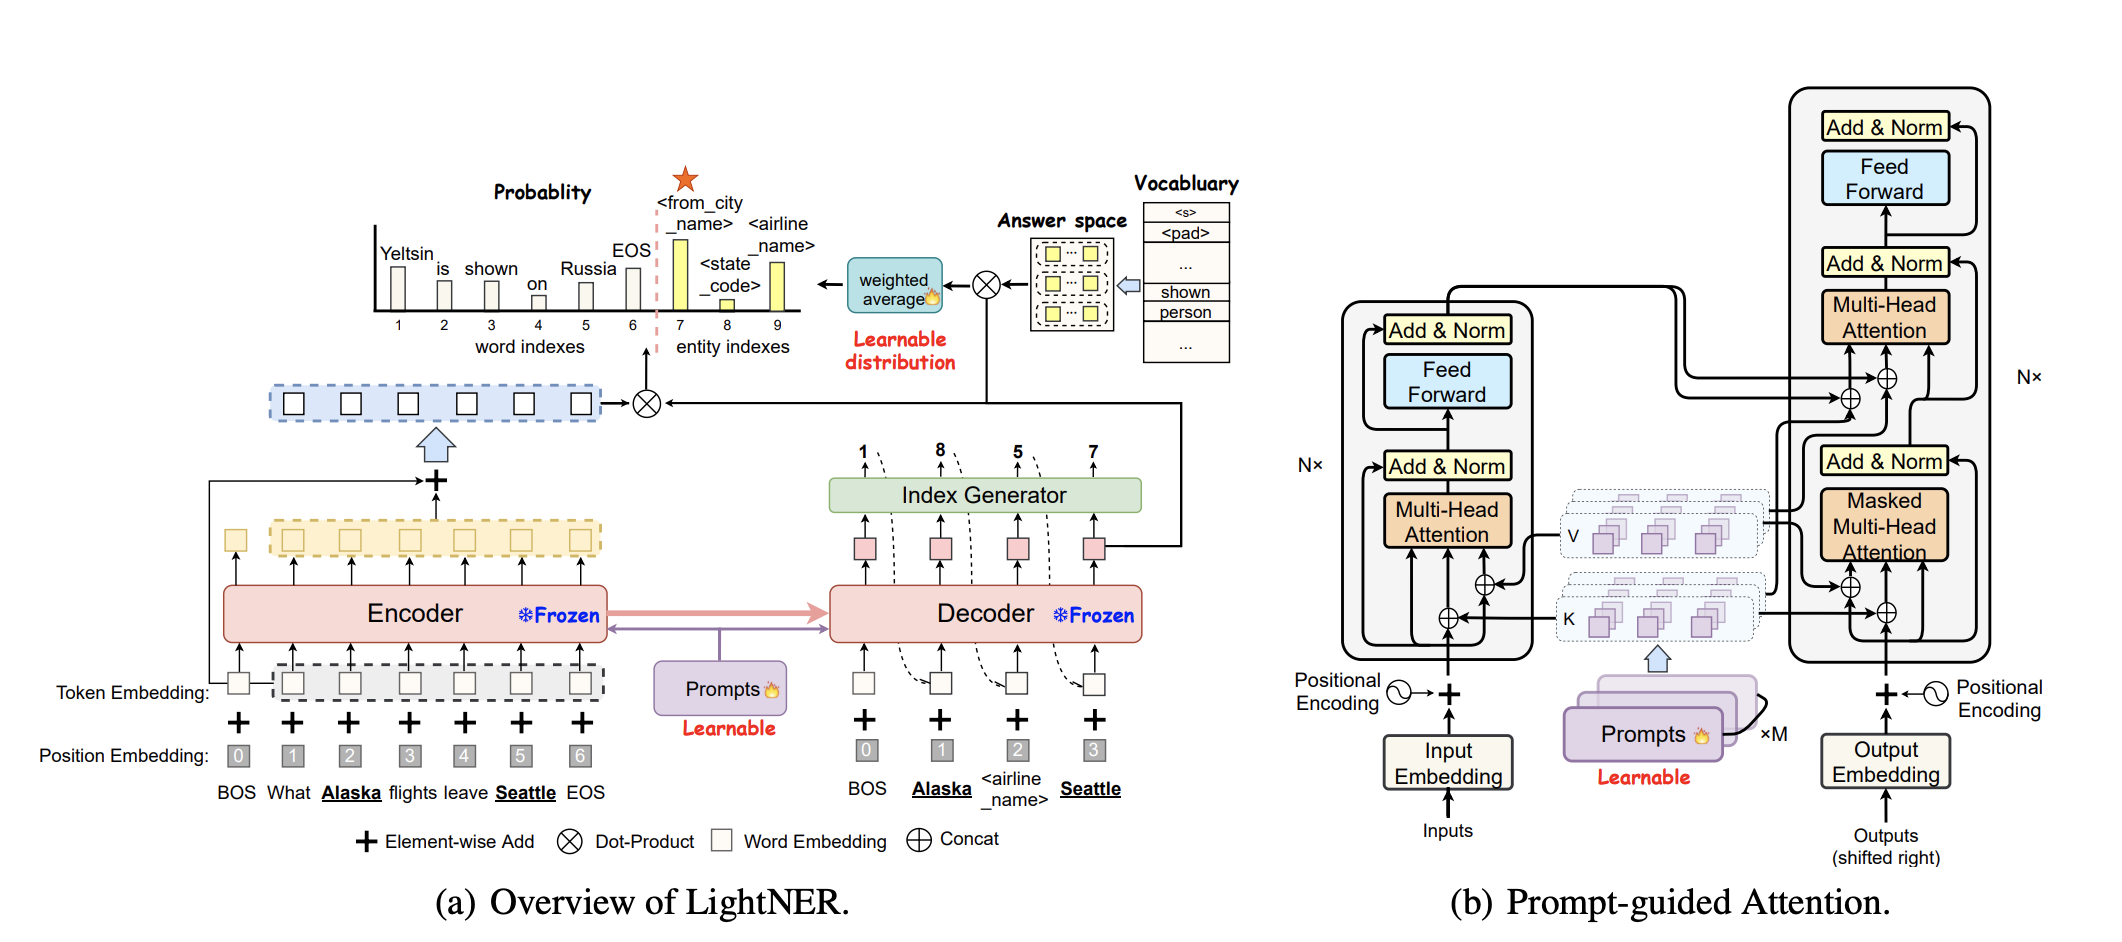 Probablity
<from_city
_name>
<airline
_name>
<state
_code>
Yeltsin
is
shown
on
Russia
EOS
1 2 3 4 5 6 7 8 9
word indexes
entity indexes
weighted
average
Learnable
distribution
Answer space
...
...
...
Vocabluary
<s>
<pad>
...
shown
person
...
1 8 5 7
Index Generator
Encoder
Frozen
Decoder
Frozen
Prompts
Learnable
Token Embedding:
Position Embedding:
0 1 2 3 4 5 6
BOS What Alaska flights leave Seattle EOS
0 1 2 3
BOS Alaska <airline
_name> Seattle
Element-wise Add
Dot-Product
Word Embedding
Concat
(a) Overview of LightNER.
Add & Norm
Feed
Forward
Add & Norm
Multi-Head
Attention
N×
Positional
Encoding
Input
Embedding
Inputs
V
K
Prompts
×M
Learnable
Add & Norm
Feed
Forward
Add & Norm
Multi-Head
Attention
N×
Add & Norm
Masked
Multi-Head
Attention
Positional
Encoding
Output
Embedding
Outputs
(shifted right)
(b) Prompt-guided Attention.